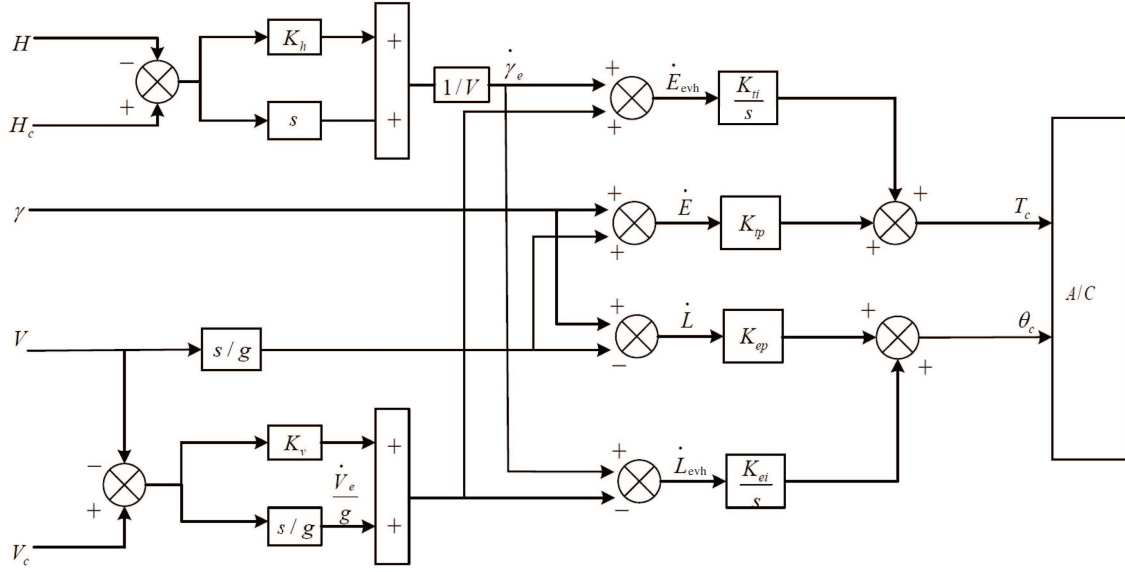 H
−
+
H_c
K_h
s
+
+
1/V
γ̇_e
+
+
Ė_evh
K_ti
s
γ
+
+
Ė
K_tp
+
+
T_c
A/C
V
s / g
+
−
L̇
K_ep
+
+
θ_c
−
+
V_c
K_v
s / g
V̇_e
g
+
+
+
−
L̇_evh
K_ei
s